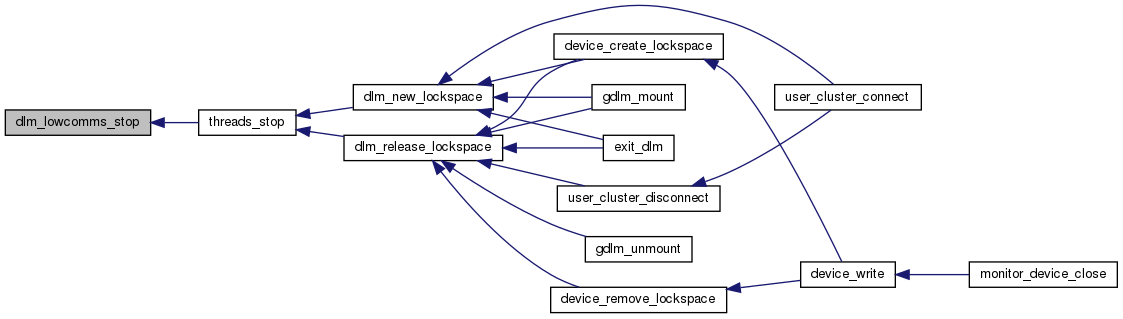 dlm_lowcomms_stop
threads_stop
dlm_new_lockspace
dlm_release_lockspace
device_create_lockspace
gdlm_mount
exit_dlm
user_cluster_disconnect
gdlm_unmount
device_remove_lockspace
user_cluster_connect
device_write
monitor_device_close